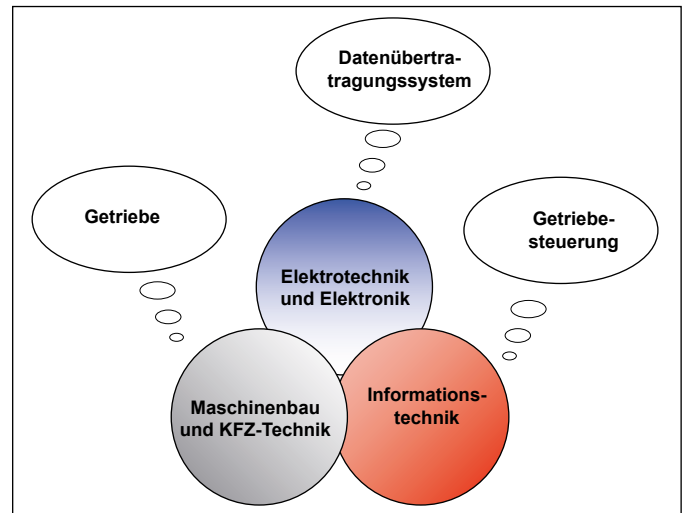 Datenübertra-
tragungssystem
Getriebe
Getriebe-
steuerung
Elektrotechnik
und Elektronik
Maschinenbau
und KFZ-Technik
Informations-
technik